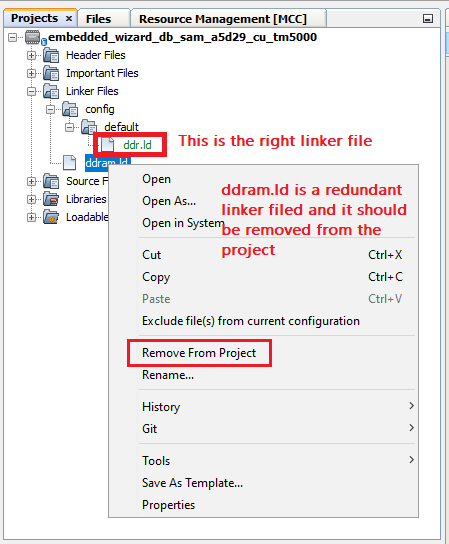 Projects × Files Resource Management [MCC]
embedded_wizard_db_sam_a5d29_cu_tm5000
Header Files
Important Files
Linker Files
config
default
ddr.ld This is the right linker file
ddram.ld
Source F
Libraries
Loadable
Open
Open As...
Open in System
ddram.ld is a redundant
linker filed and it should
be removed from the
project
Cut Ctrl+X
Copy Ctrl+C
Paste Ctrl+V
Exclude file(s) from current configuration
Remove From Project
Rename...
History
Git
Tools
Save As Template...
Properties